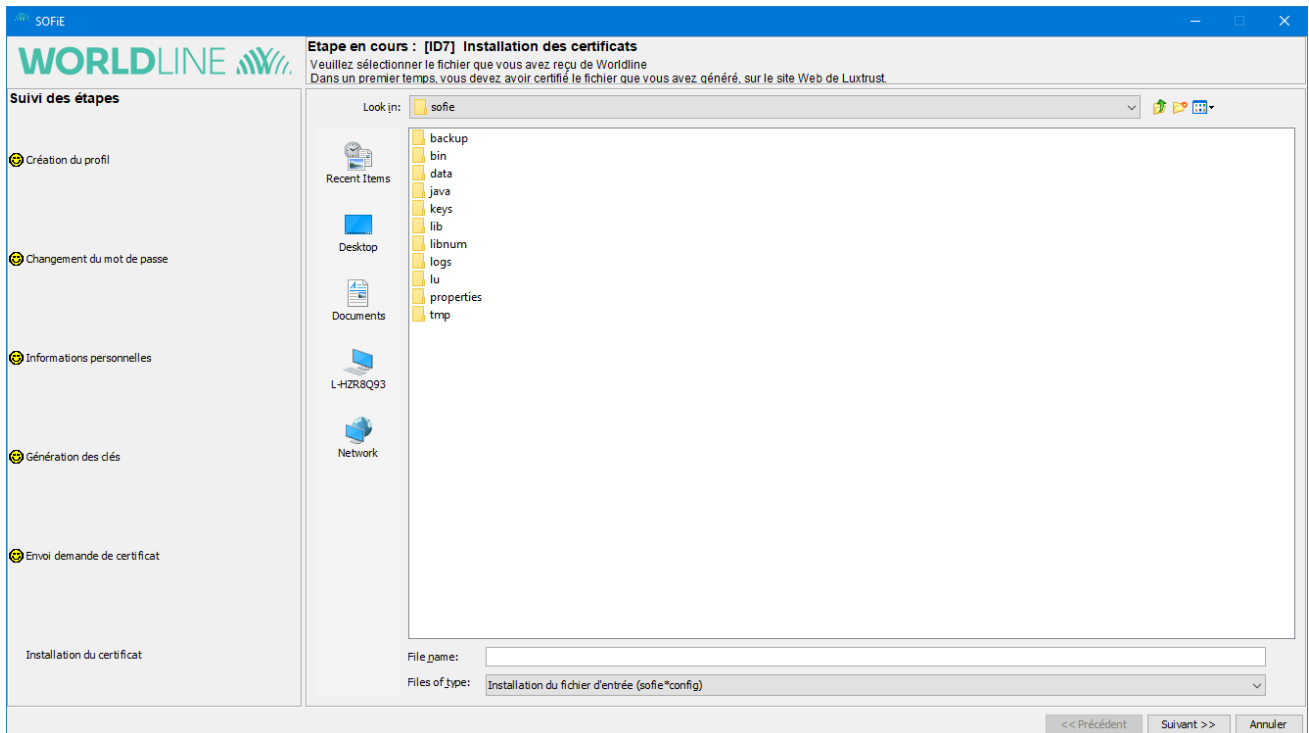 SOFiE
WORLDLINE
Etape en cours : [ID7] Installation des certificats
Veuillez sélectionner le fichier que vous avez reçu de Worldline
Dans un premier temps, vous devez avoir certifié le fichier que vous avez généré, sur le site Web de Luxtrust.
Suivi des étapes
Création du profil
Changement du mot de passe
Informations personnelles
Génération des clés
Envoi demande de certificat
Installation du certificat
Look in: sofie
Recent Items
Desktop
Documents
L-HZR8Q93
Network
backup
bin
data
java
keys
lib
libnum
logs
lu
properties
tmp
File name:
Files of type: Installation du fichier d'entrée (sofie*config)
<< Précédent Suivant >> Annuler